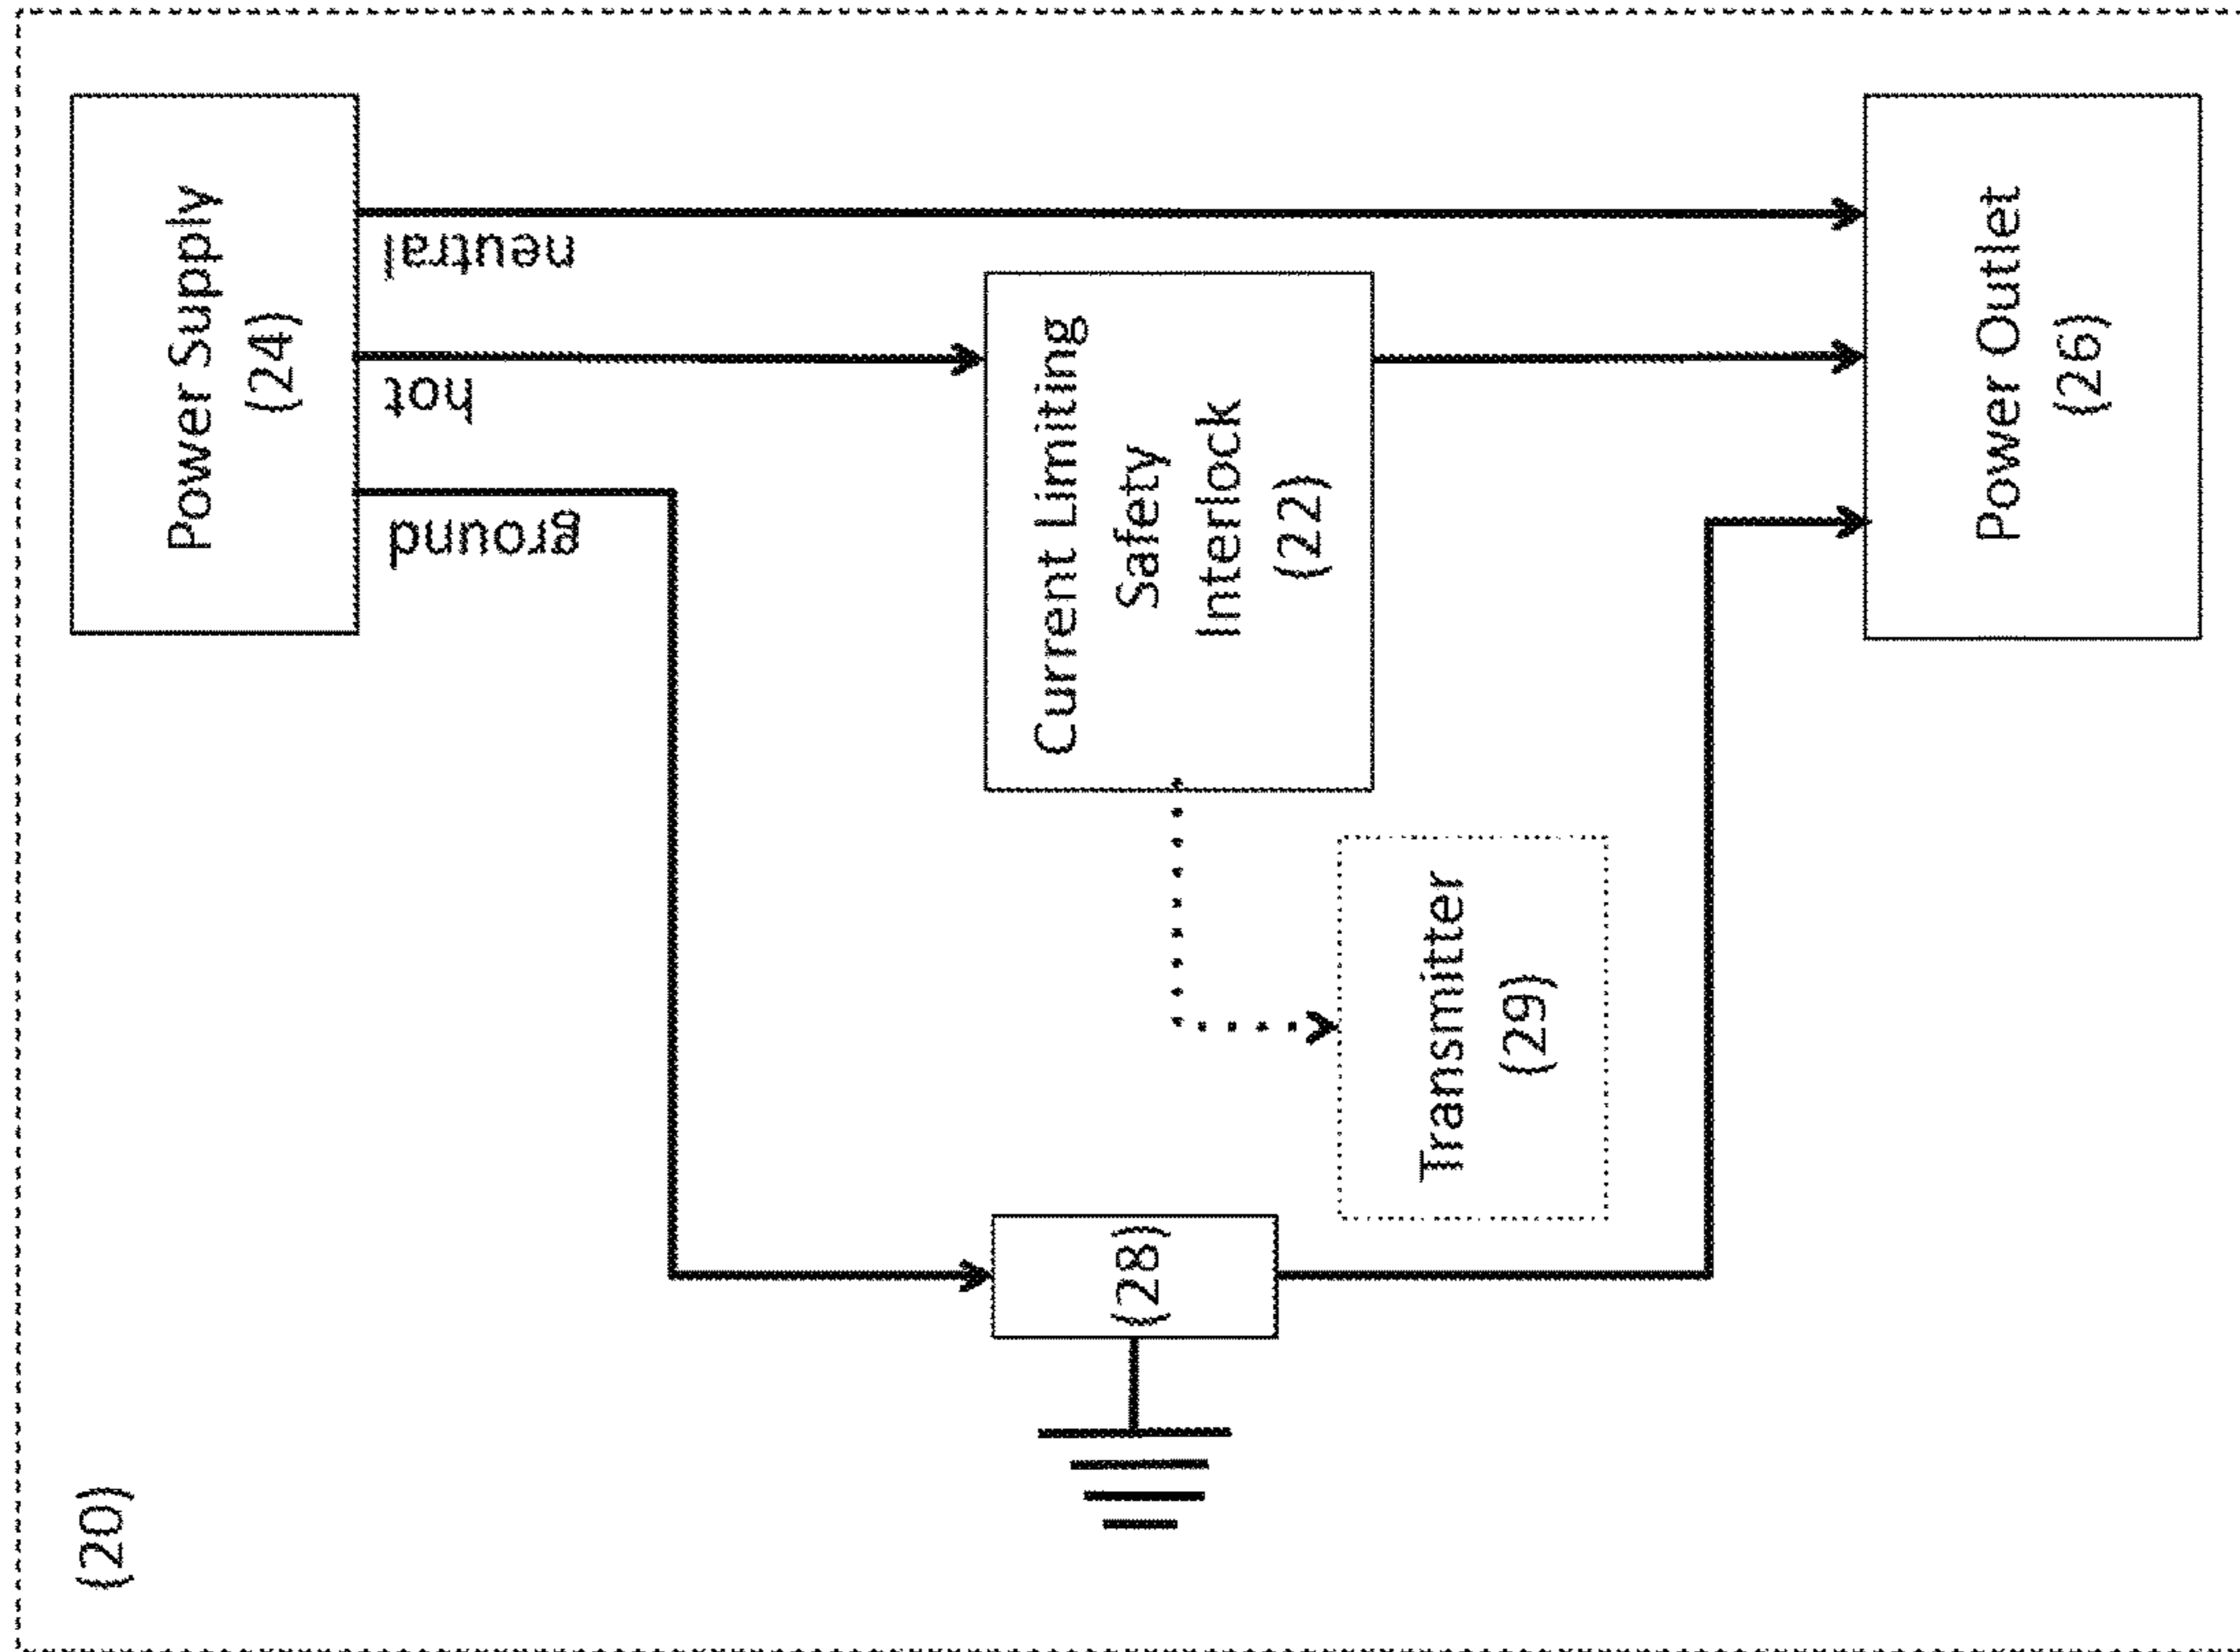 (20)
Power Supply
(24)
ground
hot
neutral
(28)
Current Limiting
Safety
Interlock
(22)
Transmitter
(29)
Power Outlet
(26)